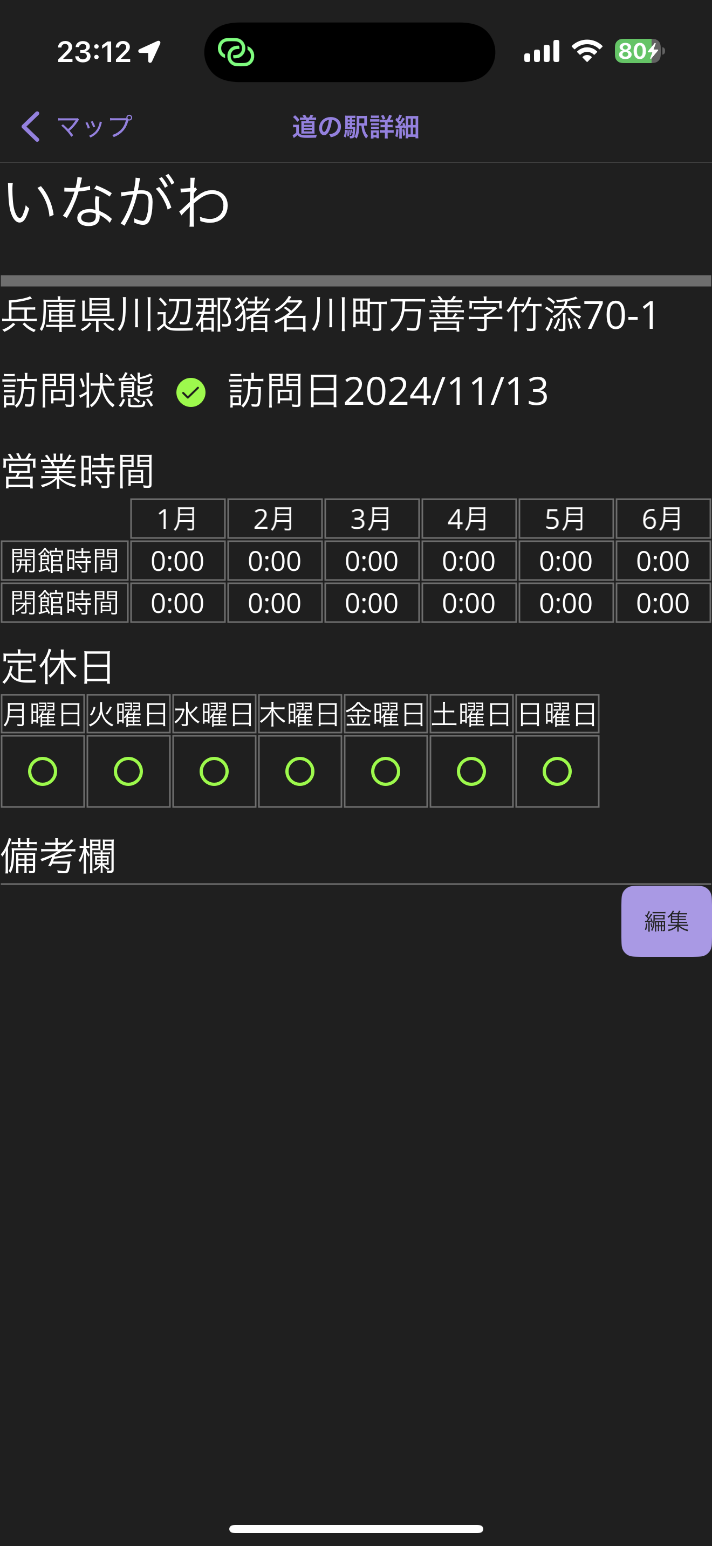 23:12
80
マップ
道の駅詳細
いながわ
兵庫県川辺郡猪名川町万善字竹添70-1
訪問状態 訪問日2024/11/13
営業時間
1月 2月 3月 4月 5月 6月
開館時間 0:00 0:00 0:00 0:00 0:00 0:00
閉館時間 0:00 0:00 0:00 0:00 0:00 0:00
定休日
月曜日 火曜日 水曜日 木曜日 金曜日 土曜日 日曜日
備考欄
編集